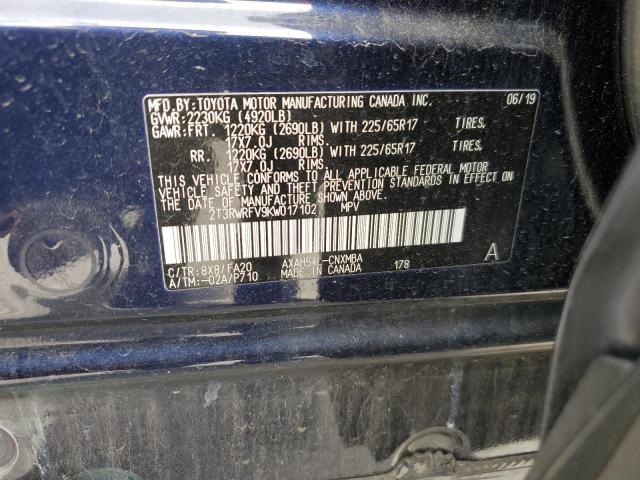 MFD.BY:TOYOTA MOTOR MANUFACTURING CANADA INC. 06/19
GVWR:2230KG (4920LB)
GAWR:FRT. 1220KG (2690LB) WITH 225/65R17 TIRES,
17X7.0J RIMS.
RR. 1220KG (2690LB) WITH 225/65R17 TIRES,
17X7.0J RIMS.
THIS VEHICLE CONFORMS TO ALL APPLICABLE FEDERAL MOTOR
VEHICLE SAFETY AND THEFT PREVENTION STANDARDS IN EFFECT
ON THE DATE OF MANUFACTURE SHOWN ABOVE.
2T3RWRFV9KW017102 MPV
C/TR:8X8/FA20 AXAH54L-CNXMBA A
A/TM:-02A/P710 MADE IN CANADA 178